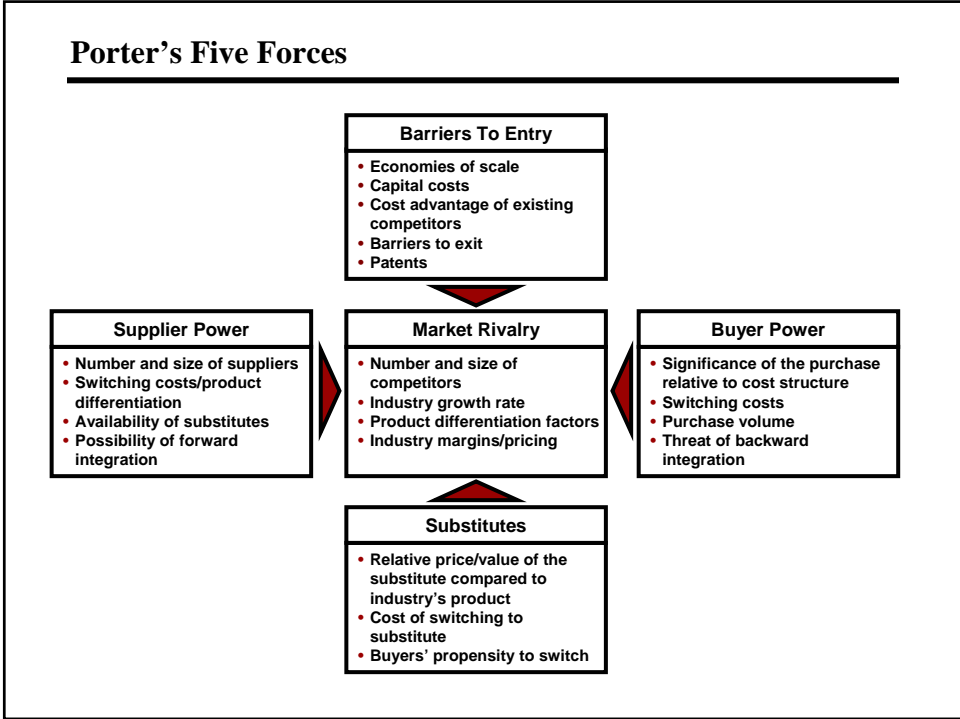 Porter’s Five Forces
Barriers To Entry
• Economies of scale
• Capital costs
• Cost advantage of existing
competitors
• Barriers to exit
• Patents
Supplier Power
• Number and size of suppliers
• Switching costs/product
differentiation
• Availability of substitutes
• Possibility of forward
integration
Market Rivalry
• Number and size of
competitors
• Industry growth rate
• Product differentiation factors
• Industry margins/pricing
Buyer Power
• Significance of the purchase
relative to cost structure
• Switching costs
• Purchase volume
• Threat of backward
integration
Substitutes
• Relative price/value of the
substitute compared to
industry’s product
• Cost of switching to
substitute
• Buyers’ propensity to switch